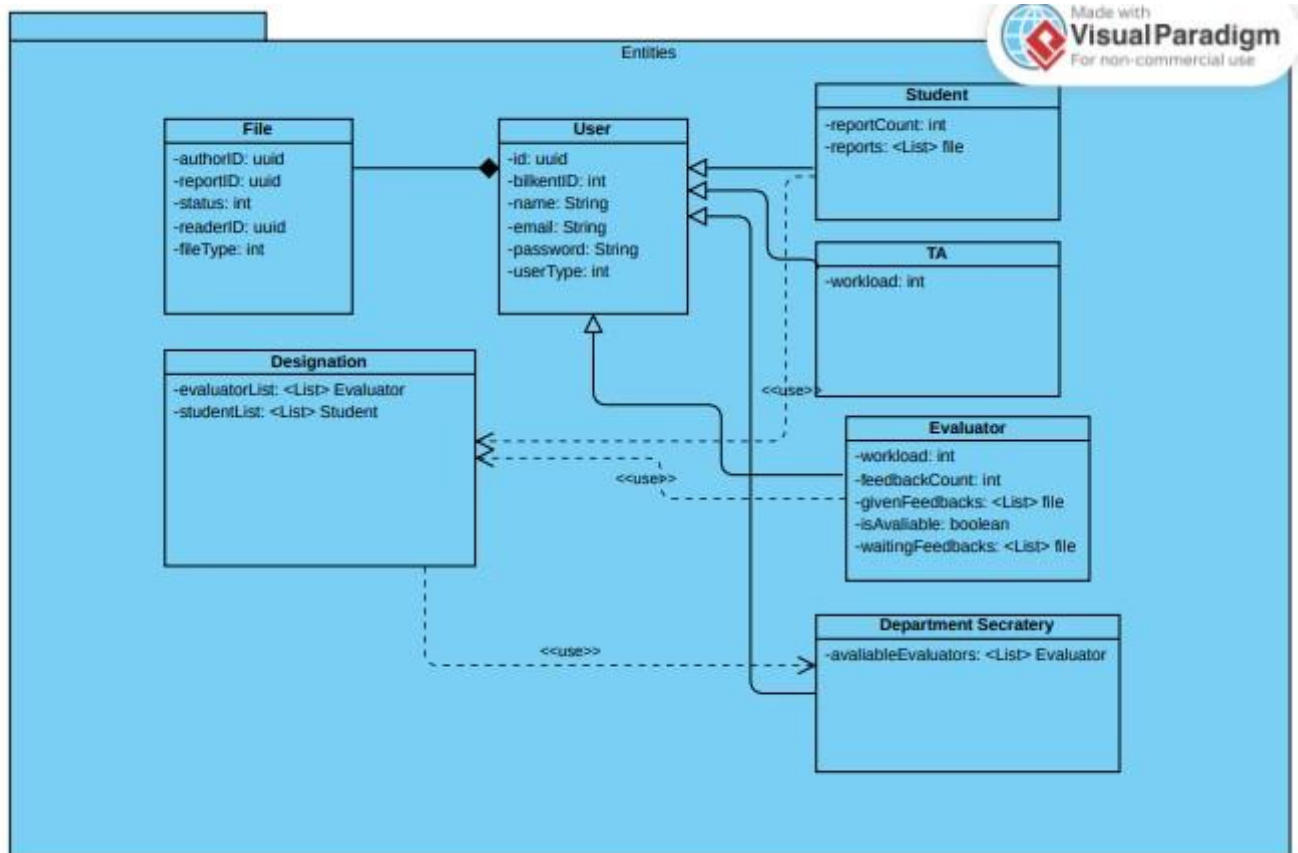 Made with
Visual Paradigm
For non-commercial use
Entities
File
-authorID: uuid
-reportID: uuid
-status: int
-readerID: uuid
-fileType: int
User
-id: uuid
-bilkentID: int
-name: String
-email: String
-password: String
-userType: int
Student
-reportCount: int
-reports: <List> file
TA
-workload: int
<<use>>
Designation
-evaluatorList: <List> Evaluator
-studentList: <List> Student
<<use>>
Evaluator
-workload: int
-feedbackCount: int
-givenFeedbacks: <List> file
-isAvaliable: boolean
-waitingFeedbacks: <List> file
<<use>>
Department Secratery
-avaliableEvaluators: <List> Evaluator